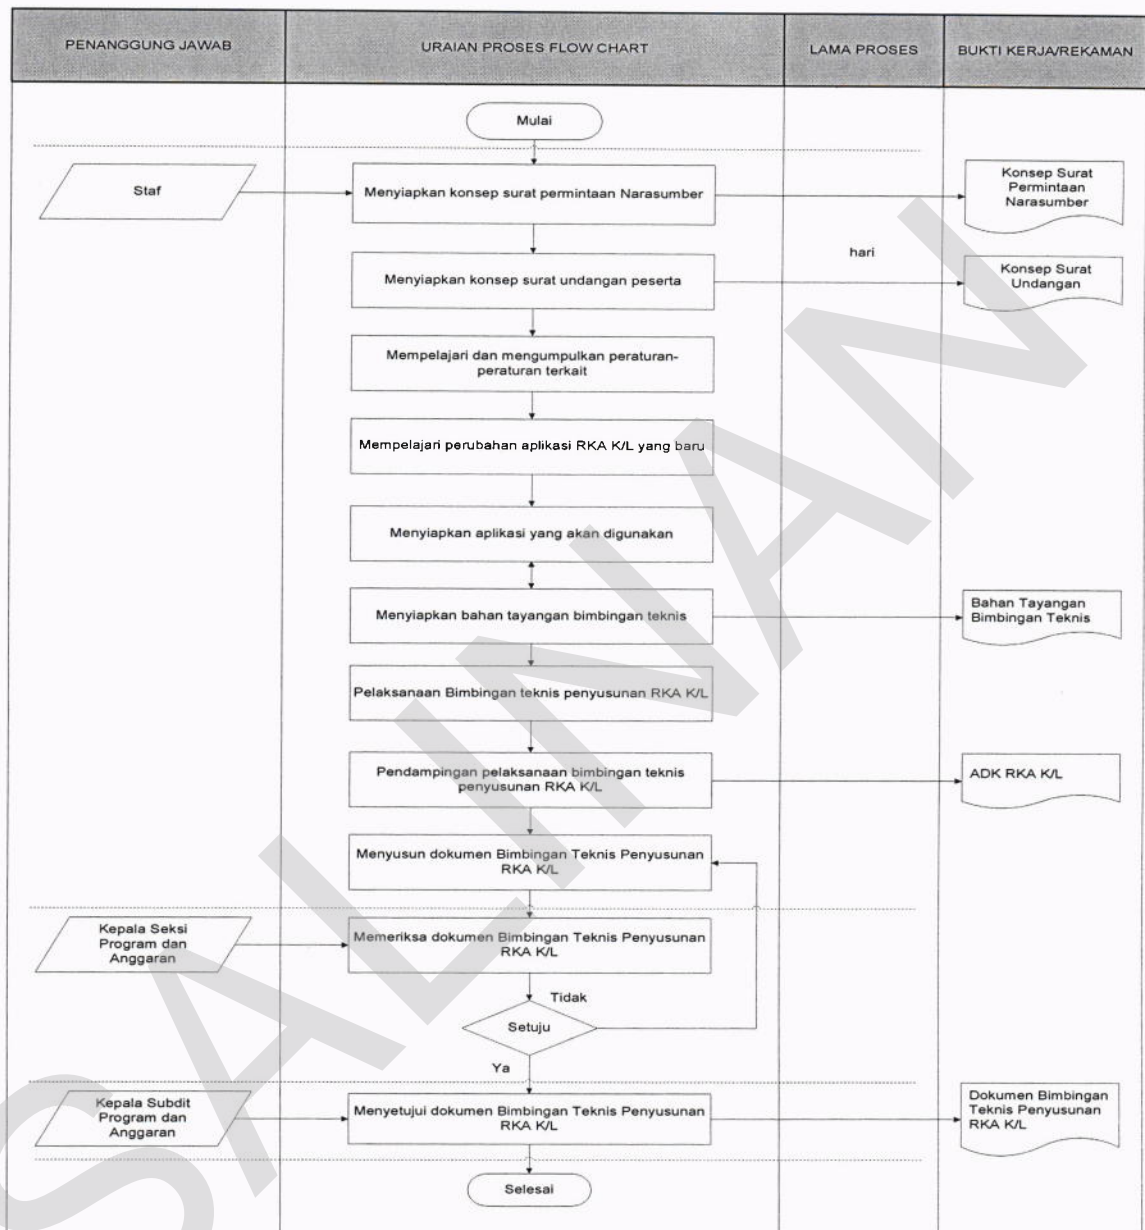 PENANGGUNG JAWAB
URAIAN PROSES FLOW CHART
LAMA PROSES
BUKTI KERJA/REKAMAN
Mulai
Staf
Menyiapkan konsep surat permintaan Narasumber
Konsep Surat
Permintaan
Narasumber
hari
Menyiapkan konsep surat undangan peserta
Konsep Surat
Undangan
Mempelajari dan mengumpulkan peraturan-
peraturan terkait
Mempelajari perubahan aplikasi RKA K/L yang baru
Menyiapkan aplikasi yang akan digunakan
Menyiapkan bahan tayangan bimbingan teknis
Bahan Tayangan
Bimbingan Teknis
Pelaksanaan Bimbingan teknis penyusunan RKA K/L
Pendampingan pelaksanaan bimbingan teknis
penyusunan RKA K/L
ADK RKA K/L
Menyusun dokumen Bimbingan Teknis Penyusunan
RKA K/L
Kepala Seksi
Program dan
Anggaran
Memeriksa dokumen Bimbingan Teknis Penyusunan
RKA K/L
Tidak
Setuju
Ya
Kepala Subdit
Program dan
Anggaran
Menyetujui dokumen Bimbingan Teknis Penyusunan
RKA K/L
Dokumen Bimbingan
Teknis Penyusunan
RKA K/L
Selesai
SALINAN